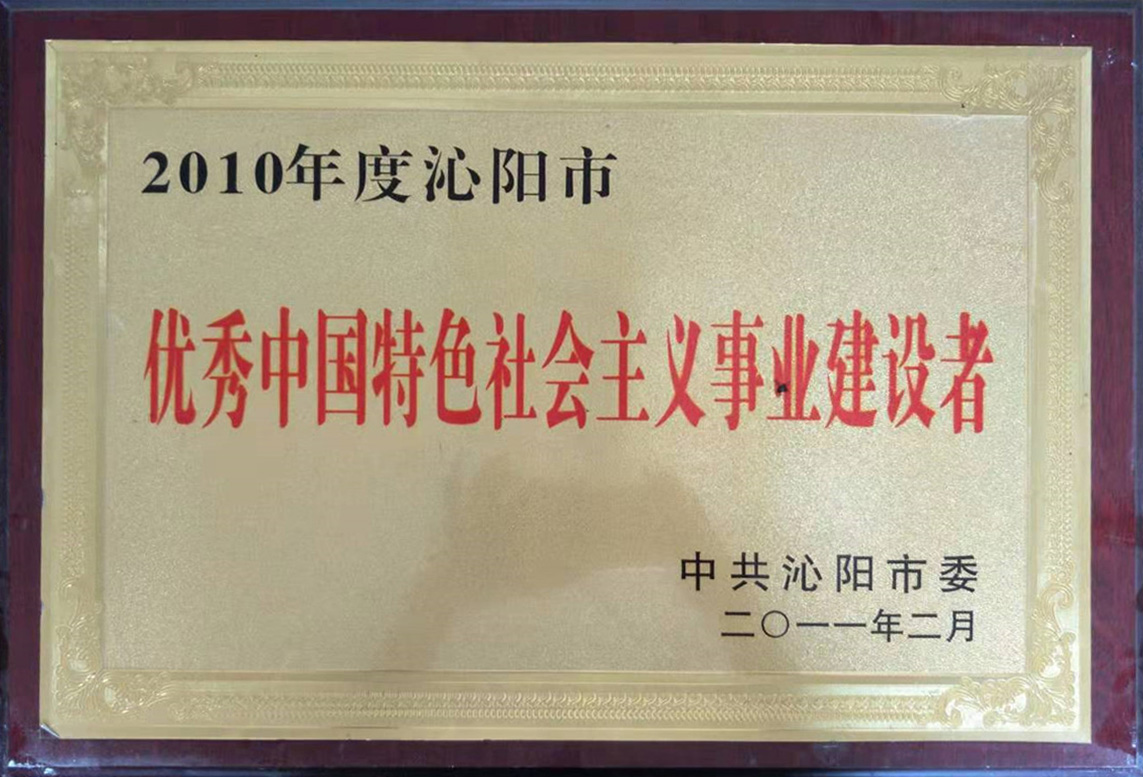 2010年度沁阳市
优秀中国特色社会主义事业建设者
中共沁阳市委
二〇一一年二月